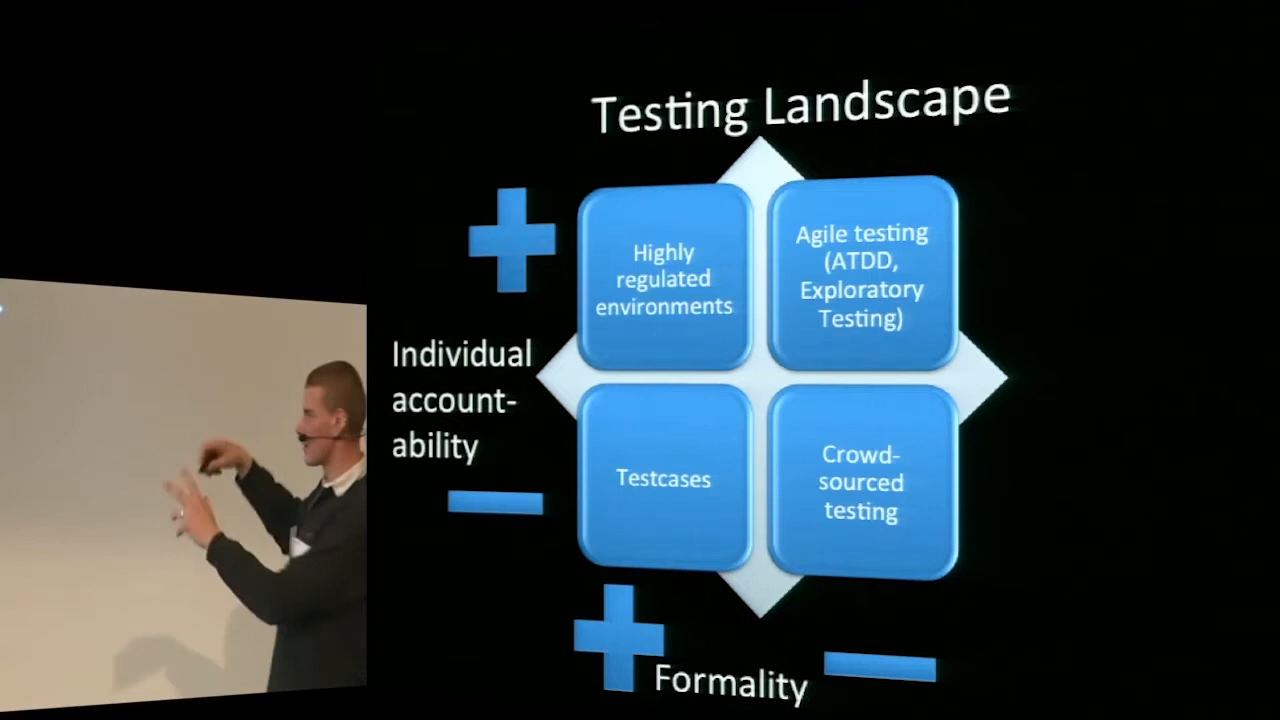 Testing Landscape
Highly
regulated
environments
Agile testing
(ATDD,
Exploratory
Testing)
Individual
account-
ability
Testcases
Crowd-
sourced
testing
Formality